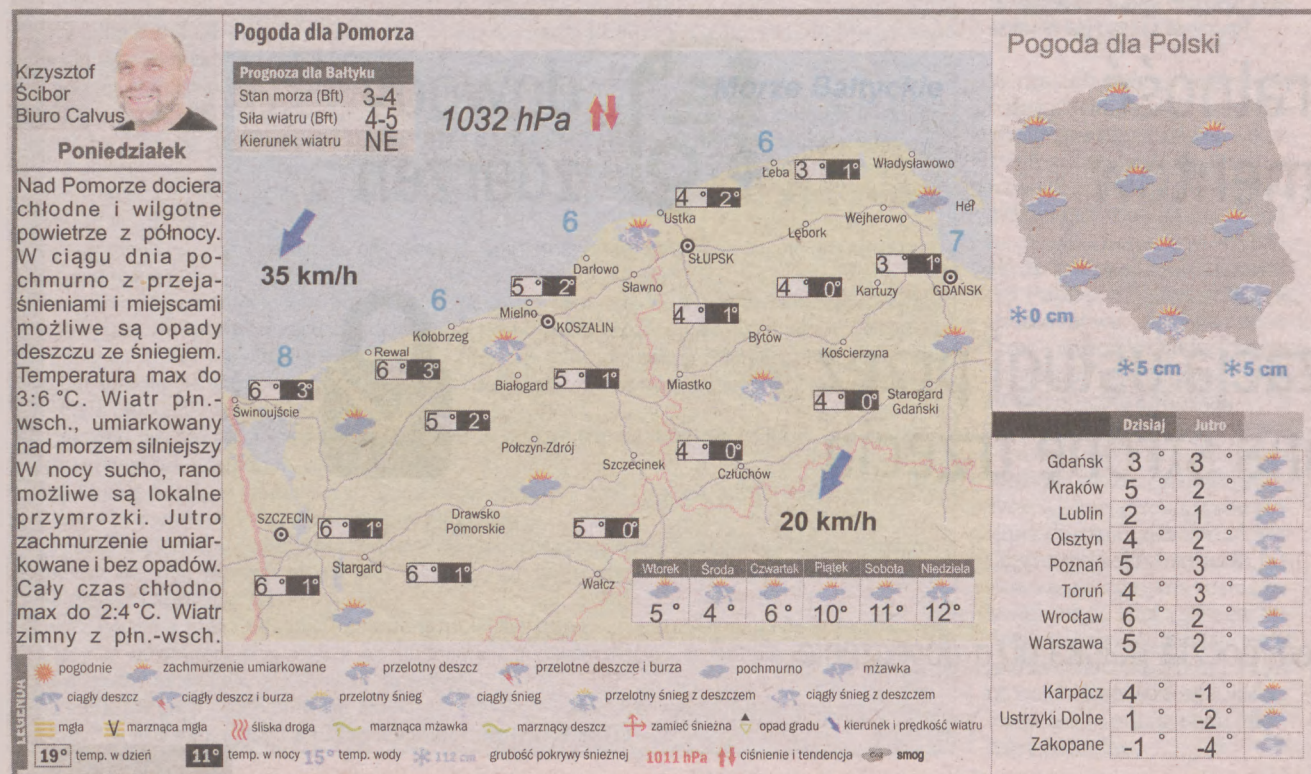 Krzysztof
Ścibor
Biuro Calvus
Poniedziałek
Nad Pomorze dociera
chłodne i wilgotne
powietrze z północy.
W ciągu dnia po-
chmurno z przeja-
śnieniami i miejscami
możliwe są opady
deszczu ze śniegiem.
Temperatura max do
3:6 °C. Wiatr płn.-
wsch., umiarkowany
nad morzem silniejszy
W nocy sucho, rano
możliwe są lokalne
przymrozki. Jutro
zachmurzenie umiar-
kowane i bez opadów.
Cały czas chłodno
max do 2:4°C. Wiatr
zimny z płn.-wsch.
Pogoda dla Pomorza
Prognoza dla Bałtyku
Stan morza (Bft) 3-4
Siła wiatru (Bft) 4-5
Kierunek wiatru NE
1032 hPa
Morze Bałtyckie
6
Łeba 3° 1°
Władysławowo
4° 2°
Ustka
Wejherowo
Hel
6
Lębork
7
35 km/h
SŁUPSK
Darłowo
3° 1°
5° 2°
Sławno
4° 0°
Kartuzy
GDAŃSK
6
Mielno
KOSZALIN
4° 1°
Kołobrzeg
Bytów
Kościerzyna
8
Rewal
6° 3°
Białogard
5° 1°
Miastko
6° 3°
Świnoujście
4° 0°
Starogard
Gdański
5° 2°
Połczyn-Zdrój
4° 0°
Szczecinek
Człuchów
Drawsko
Pomorskie
20 km/h
SZCZECIN
6° 1°
5° 0°
Stargard
6° 1°
Wałcz
6° 1°
Wtorek Środa Czwartek Piątek Sobota Niedziela
5° 4° 6° 10° 11° 12°
Pogoda dla Polski
0 cm
5 cm 5 cm
Dzisiaj Jutro
Gdańsk 3° 3°
Kraków 5° 2°
Lublin 2° 1°
Olsztyn 4° 2°
Poznań 5° 3°
Toruń 4° 3°
Wrocław 6° 2°
Warszawa 5° 2°
Karpacz 4° -1°
Ustrzyki Dolne 1° -2°
Zakopane -1° -4°
LEGENDA
pogodnie zachmurzenie umiarkowane przelotny deszcz przelotne deszcze i burza pochmurno mżawka
ciągły deszcz ciągły deszcz i burza przelotny śnieg ciągły śnieg przelotny śnieg z deszczem ciągły śnieg z deszczem
mgła marznąca mgła śliska droga marznąca mżawka marznący deszcz zamieć śnieżna opad gradu kierunek i prędkość wiatru
19° temp. w dzień 11° temp. w nocy 15° temp. wody 112 cm grubość pokrywy śnieżnej 1011 hPa ciśnienie i tendencja smog